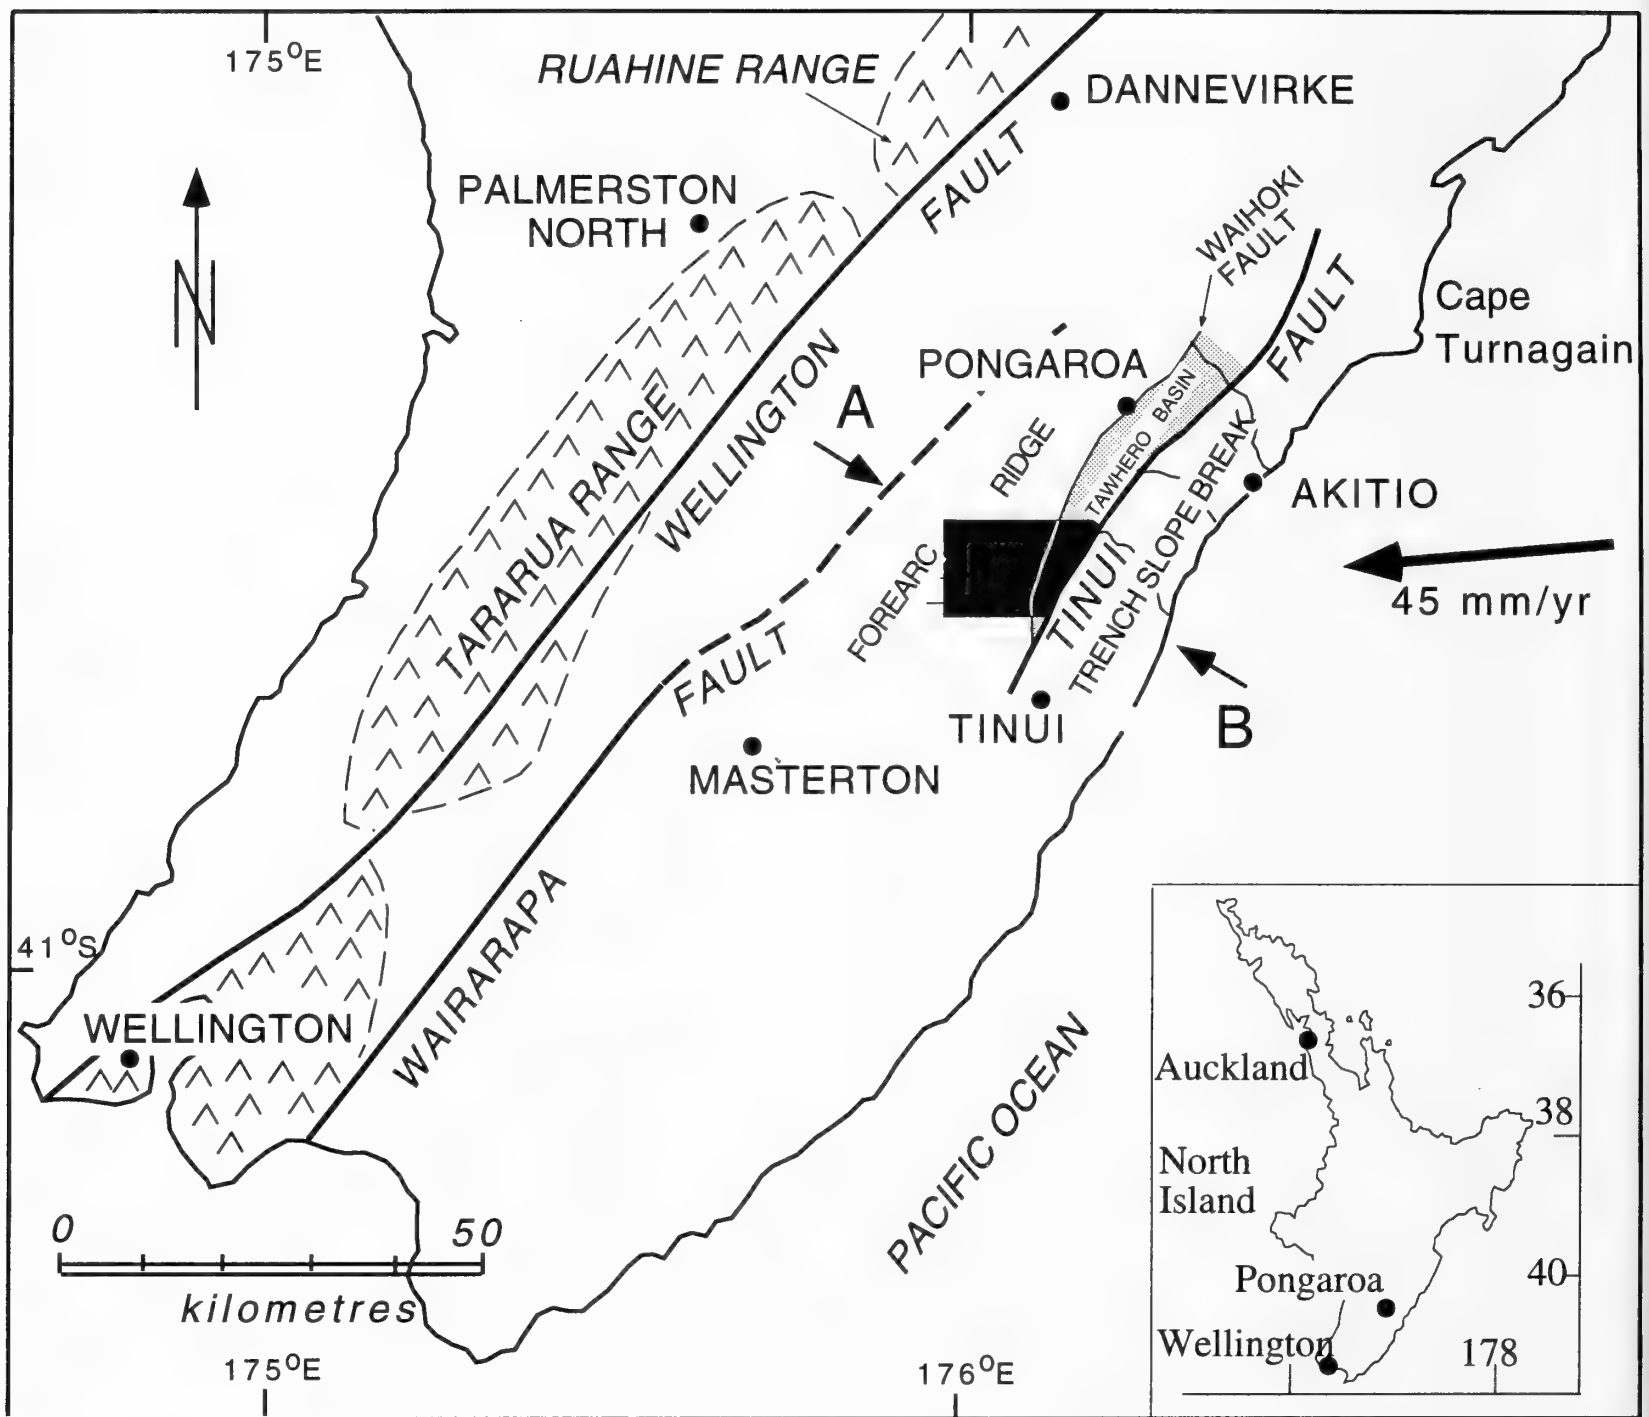 175°E
RUAHINE RANGE
DANNEVIRKE
PALMERSTON
NORTH
FAULT
WAIHOKI
FAULT
N
Cape
Turnagain
FAULT
PONGAROA
A
WELLINGTON
TARARUA RANGE
RIDGE
TAWHERO BASIN
AKITIO
TRENCH SLOPE BREAK
TINUI
FOREARC
45 mm/yr
FAULT
TINUI
B
MASTERTON
WAIRARAPA
41°S
WELLINGTON
PACIFIC OCEAN
0 50
kilometres
175°E
176°E
36
Auckland
38
North
Island
Pongaroa
40
Wellington
178